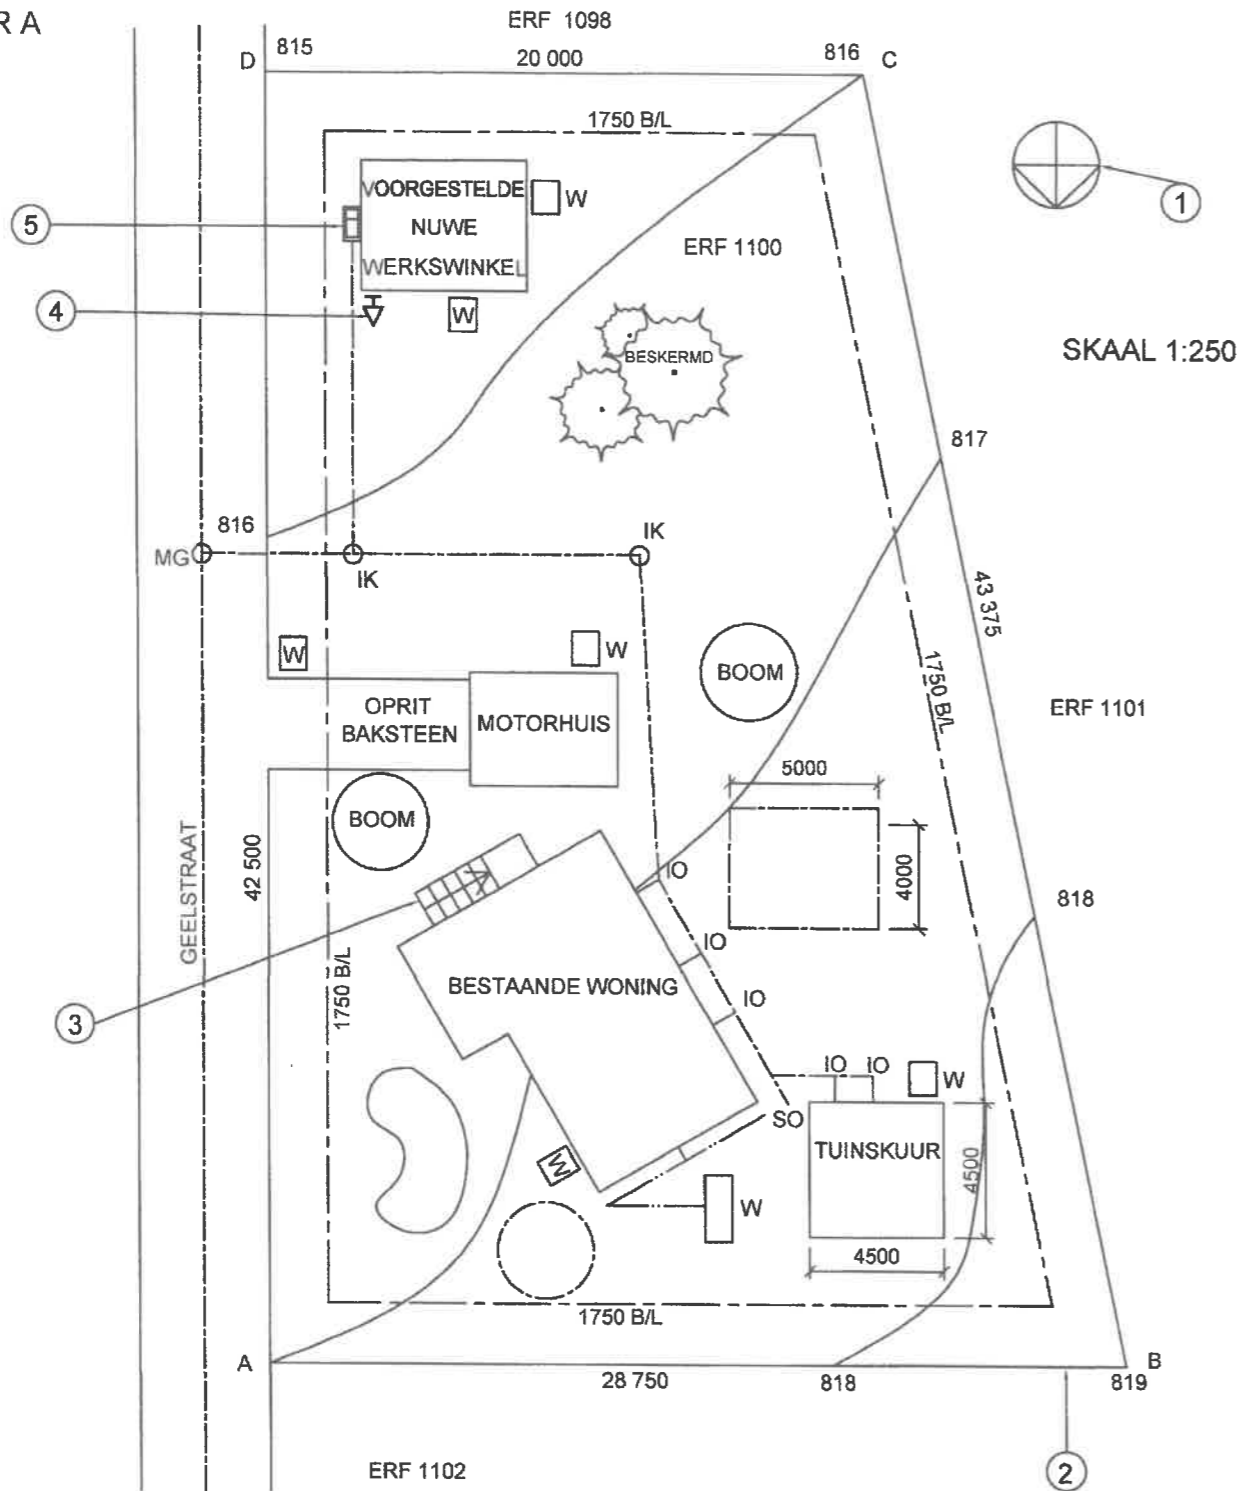 R A
ERF 1098
D
815
20 000
816
C
1750 B/L
1
5
VOORGESTELDE
NUWE
WERKSWINKEL
W
ERF 1100
4
W
BESKERMD
SKAAL 1:250
817
816
MG
IK
IK
43 375
W
W
BOOM
1750 B/L
ERF 1101
OPRIT
BAKSTEEN
MOTORHUIS
5000
BOOM
GEELSTRAAT
42 500
4000
IO
818
IO
1750 B/L
BESTAANDE WONING
IO
3
IO
IO
W
SO
TUINSKUUR
4500
W
W
4500
1750 B/L
A
28 750
818
819
B
ERF 1102
2